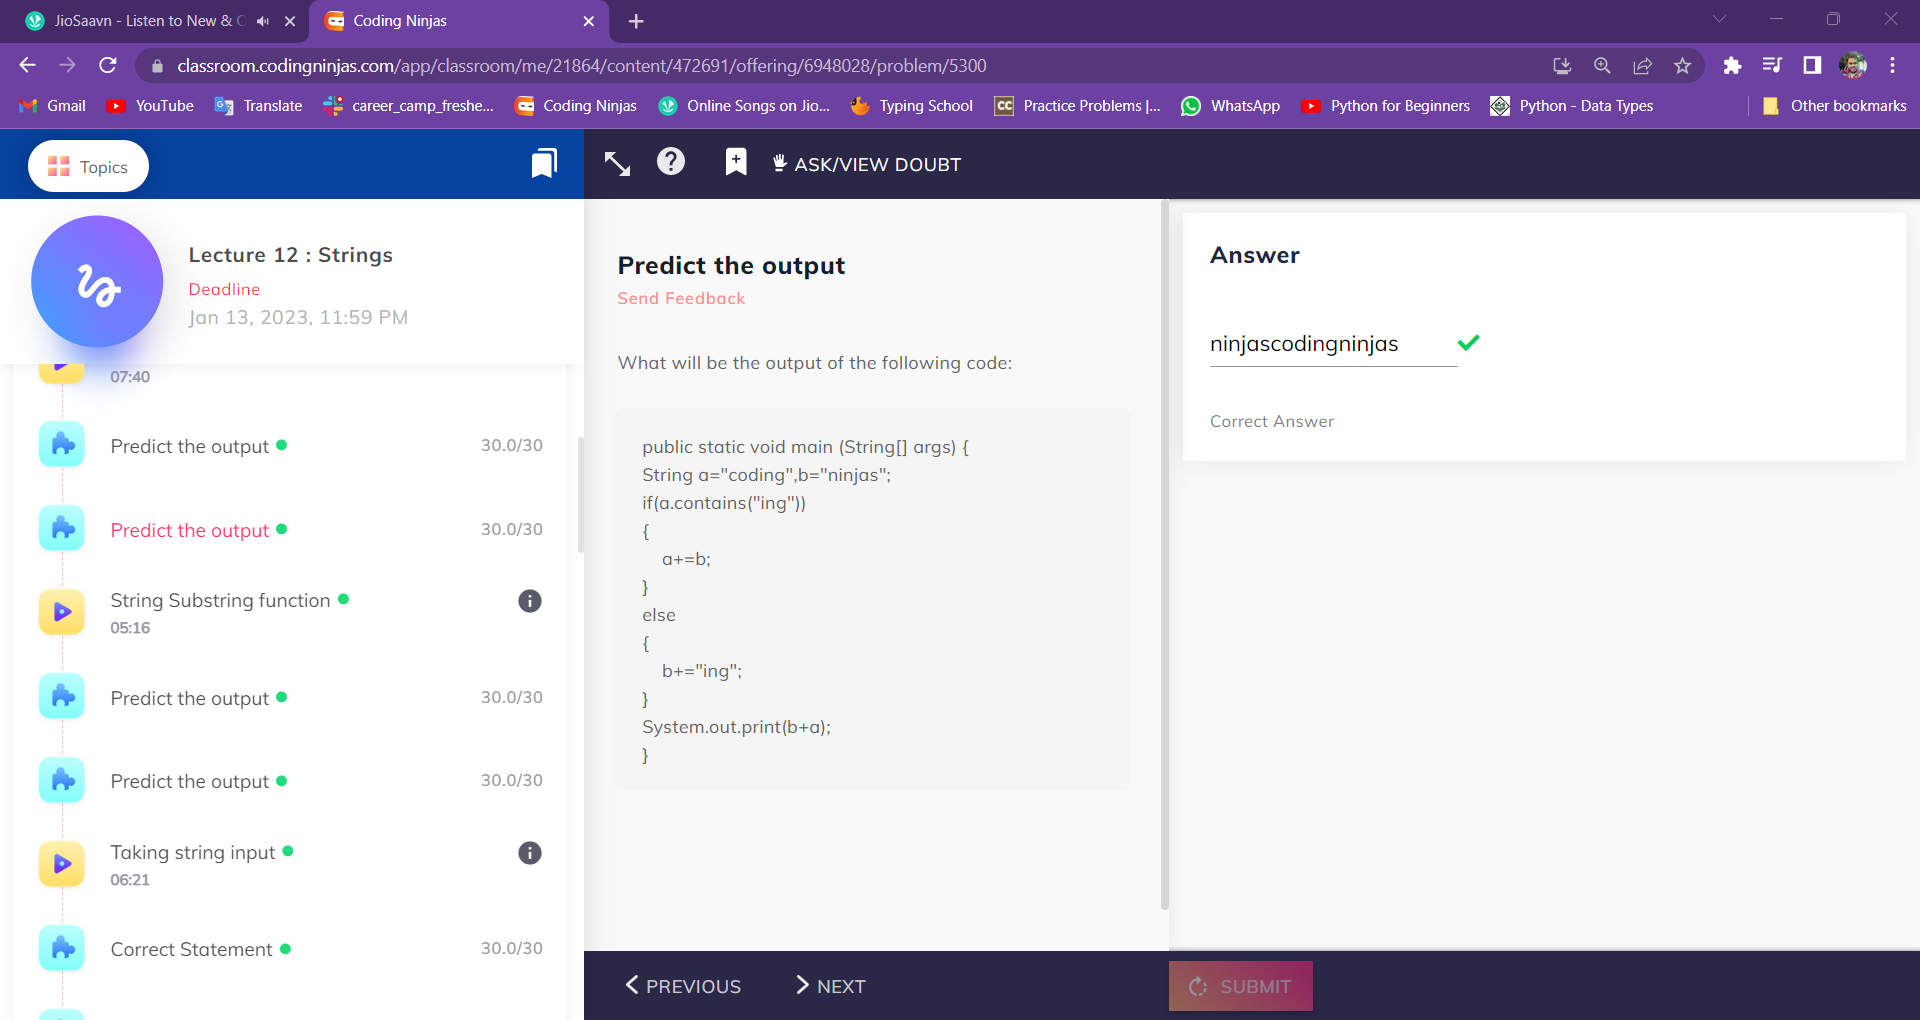 JioSaavn - Listen to New &
Coding Ninjas
classroom.codingninjas.com/app/classroom/me/21864/content/472691/offering/6948028/problem/5300
Gmail
YouTube
Translate
career_camp_freshe...
Coding Ninjas
Online Songs on Jio...
Typing School
CC
Practice Problems |...
WhatsApp
Python for Beginners
Python - Data Types
Other bookmarks
Topics
ASK/VIEW DOUBT
Lecture 12 : Strings
Deadline
Jan 13, 2023, 11:59 PM
07:40
Predict the output 30.0/30
Predict the output 30.0/30
String Substring function
05:16
Predict the output 30.0/30
Predict the output 30.0/30
Taking string input
06:21
Correct Statement 30.0/30
Predict the output
Send Feedback
What will be the output of the following code:
public static void main (String[] args) {
String a="coding",b="ninjas";
if(a.contains("ing"))
{
a+=b;
}
else
{
b+="ing";
}
System.out.print(b+a);
}
PREVIOUS
NEXT
Answer
ninjascodingninjas
Correct Answer
SUBMIT